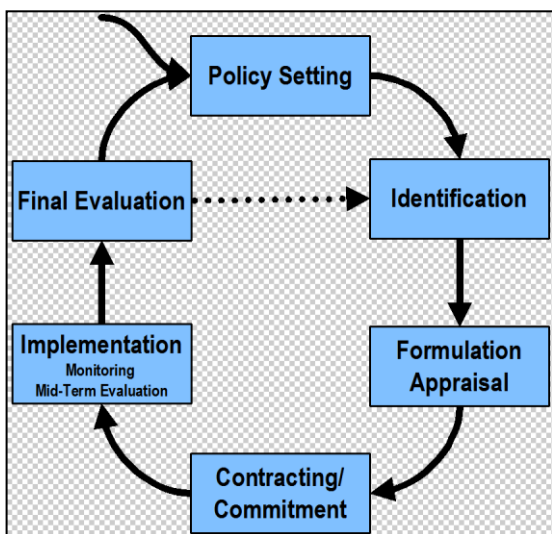 Policy Setting
Identification
Formulation
Appraisal
Contracting/
Commitment
Implementation
Monitoring
Mid-Term Evaluation
Final Evaluation